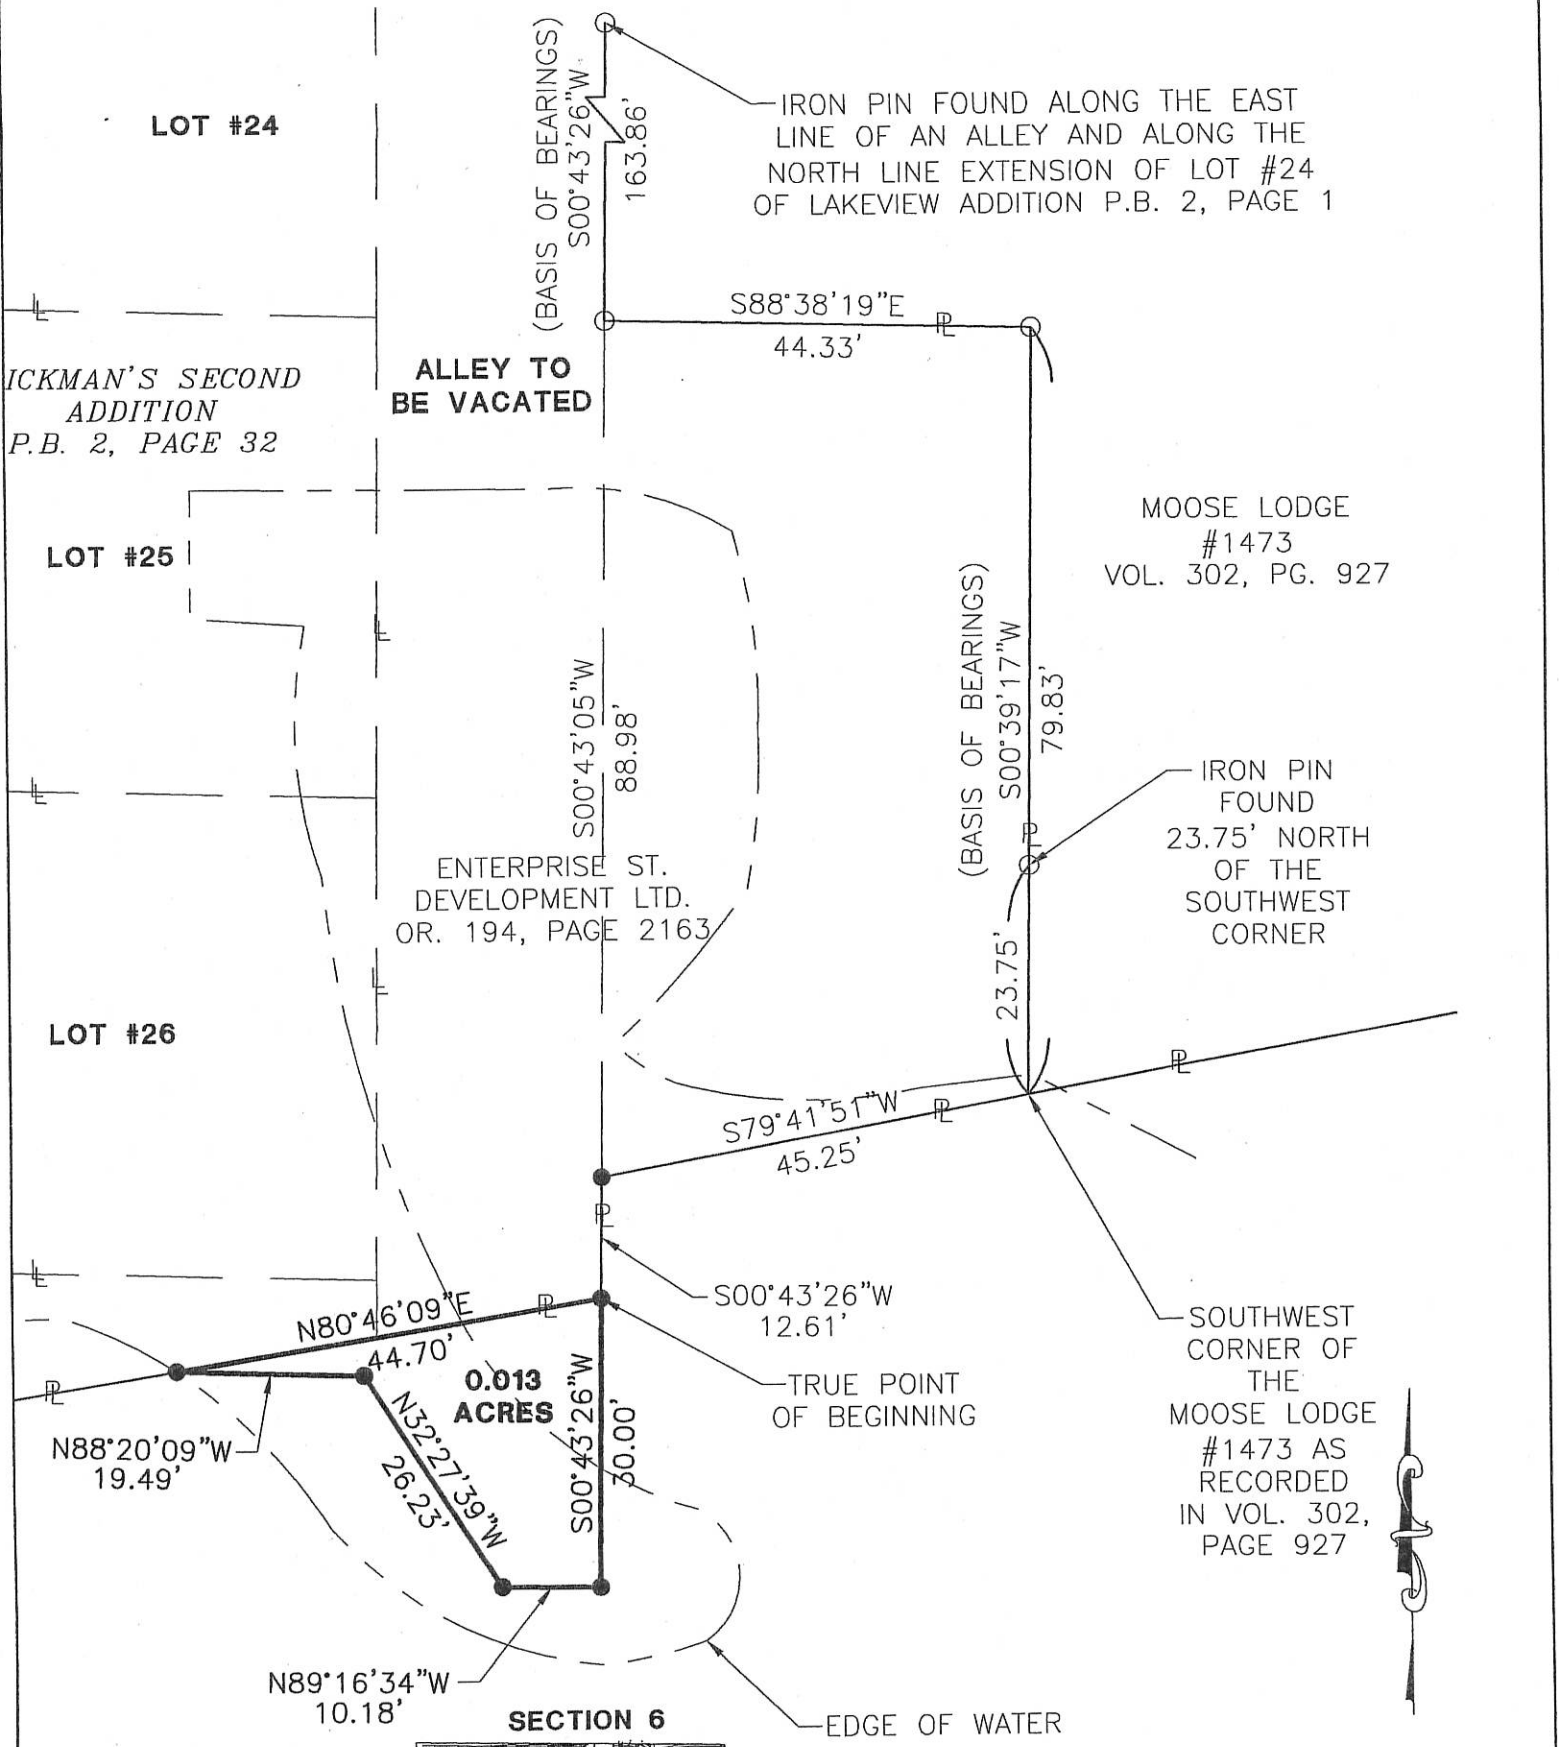 (BASIS OF BEARINGS)
S00°43'26"W
163.86'
IRON PIN FOUND ALONG THE EAST
LINE OF AN ALLEY AND ALONG THE
NORTH LINE EXTENSION OF LOT #24
OF LAKEVIEW ADDITION P.B. 2, PAGE 1
LOT #24
S88°38'19"E
44.33'
ALLEY TO
BE VACATED
ICKMAN'S SECOND
ADDITION
P.B. 2, PAGE 32
MOOSE LODGE
#1473
VOL. 302, PG. 927
LOT #25
(BASIS OF BEARINGS)
S00°39'17"W
79.83'
S00°43'05"W
88.98'
IRON PIN
FOUND
23.75' NORTH
OF THE
SOUTHWEST
CORNER
ENTERPRISE ST.
DEVELOPMENT LTD.
OR. 194, PAGE 2163
23.75'
LOT #26
S79°41'51"W
45.25'
S00°43'26"W
12.61'
N80°46'09"E
44.70'
SOUTHWEST
CORNER OF
THE
MOOSE LODGE
#1473 AS
RECORDED
IN VOL. 302,
PAGE 927
TRUE POINT
OF BEGINNING
0.013
ACRES
S00°43'26"W
30.00'
N32°27'39"W
26.23'
N88°20'09"W
19.49'
N89°16'34"W
10.18'
SECTION 6
EDGE OF WATER